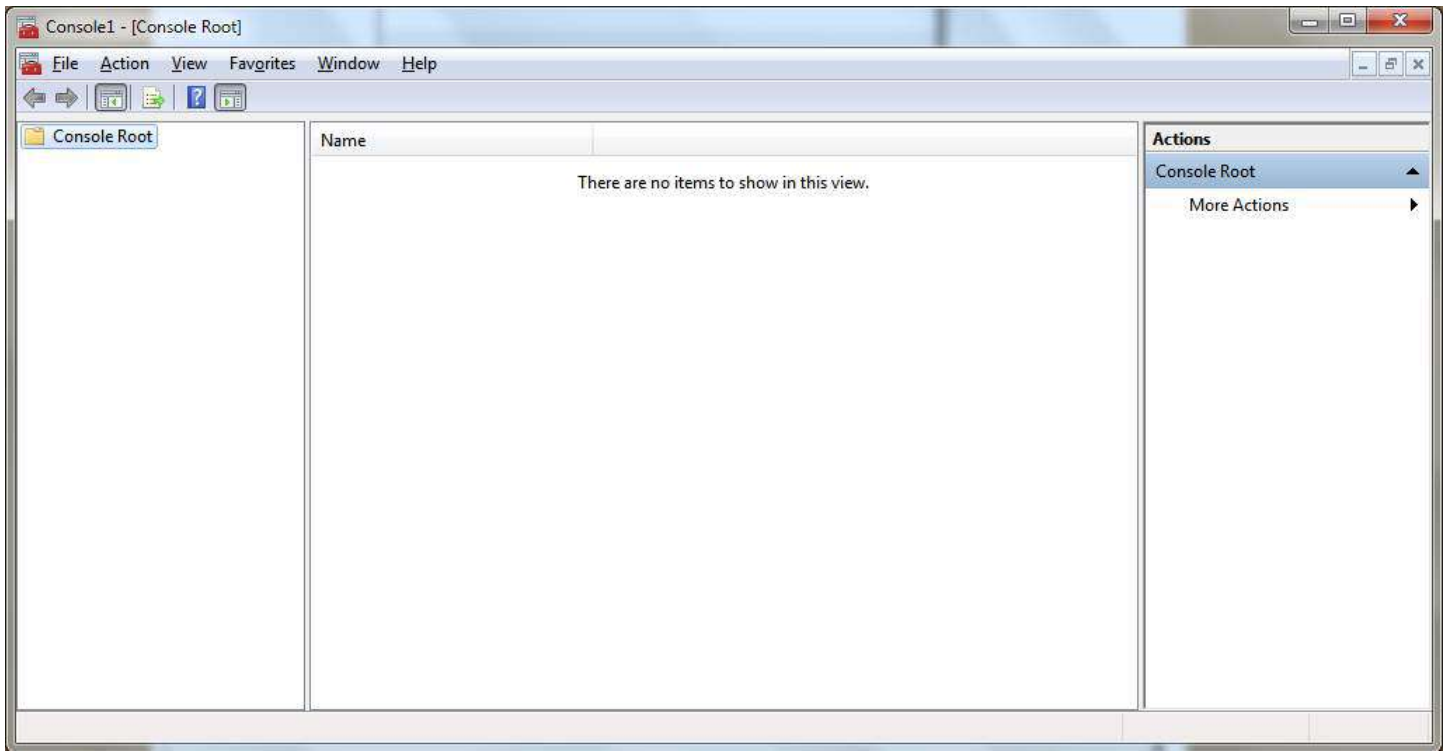 Console1 - [Console Root]
File Action View Favorites Window Help
Console Root
Name
There are no items to show in this view.
Actions
Console Root
More Actions